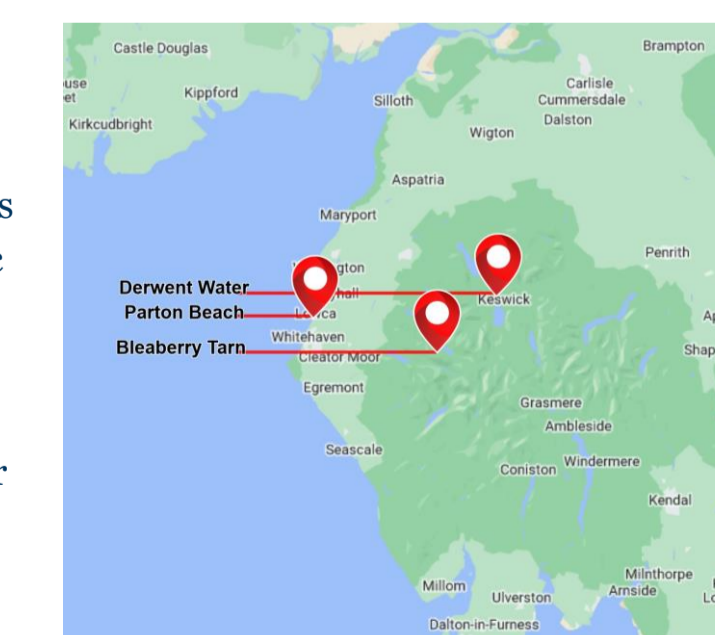 Castle Douglas
Brampton
Kippford
Carlisle
Cummersdale
Silloth
Kirkcudbright
Dalston
Wigton
s
Aspatria
Maryport
Penrith
Derwent Water
Keswick
Parton Beach
Whitehaven
Bleaberry Tarn
Cleator Moor
Egremont
Grasmere
Ambleside
Seascale
Windermere
Coniston
r
Kendal
Milnthorpe
Millom
Arnside
Ulverston
Dalton-in-Furness